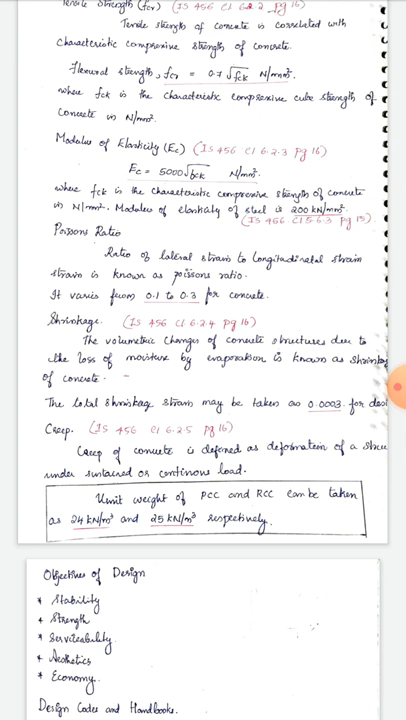 Tensile Strength (fcr) (IS 456 Cl 6.2.2 pg 16)
Tensile strength of concrete is correlated with
characteristic compressive strength of concrete.
Flexural strength, fcr = 0.7√fck N/mm².
where fck is the characteristic compressive cube strength of
concrete in N/mm².
Modulus of Elasticity (Ec) (IS 456 Cl 6.2.3 pg 16)
Ec = 5000√fck N/mm²
where fck is the characteristic compressive strength of concrete
in N/mm². Modulus of elasticity of steel is 200 kN/mm².
(IS 456 Cl 5.6.3 pg 15)
Poissons Ratio
Ratio of lateral strain to longitudinal strain
strain is known as poissons ratio.
It varies from 0.1 to 0.3 for concrete.
Shrinkage. (IS 456 Cl 6.2.4 pg 16)
The volumetric changes of concrete structures due to
the loss of moisture by evaporation is known as shrinkag
of concrete.
The total shrinkage strain may be taken as 0.0003 for des
Creep. (IS 456 Cl 6.2.5 pg 16)
Creep of concrete is defined as deformation of a struc
under sustained or continous load.
Unit weight of PCC and RCC can be taken
as 24 kN/m³ and 25 kN/m³ respectively.
Objectives of Design
* Stability
* Strength
* Serviceability
* Aesthetics
* Economy.
Design Codes and Handbooks.